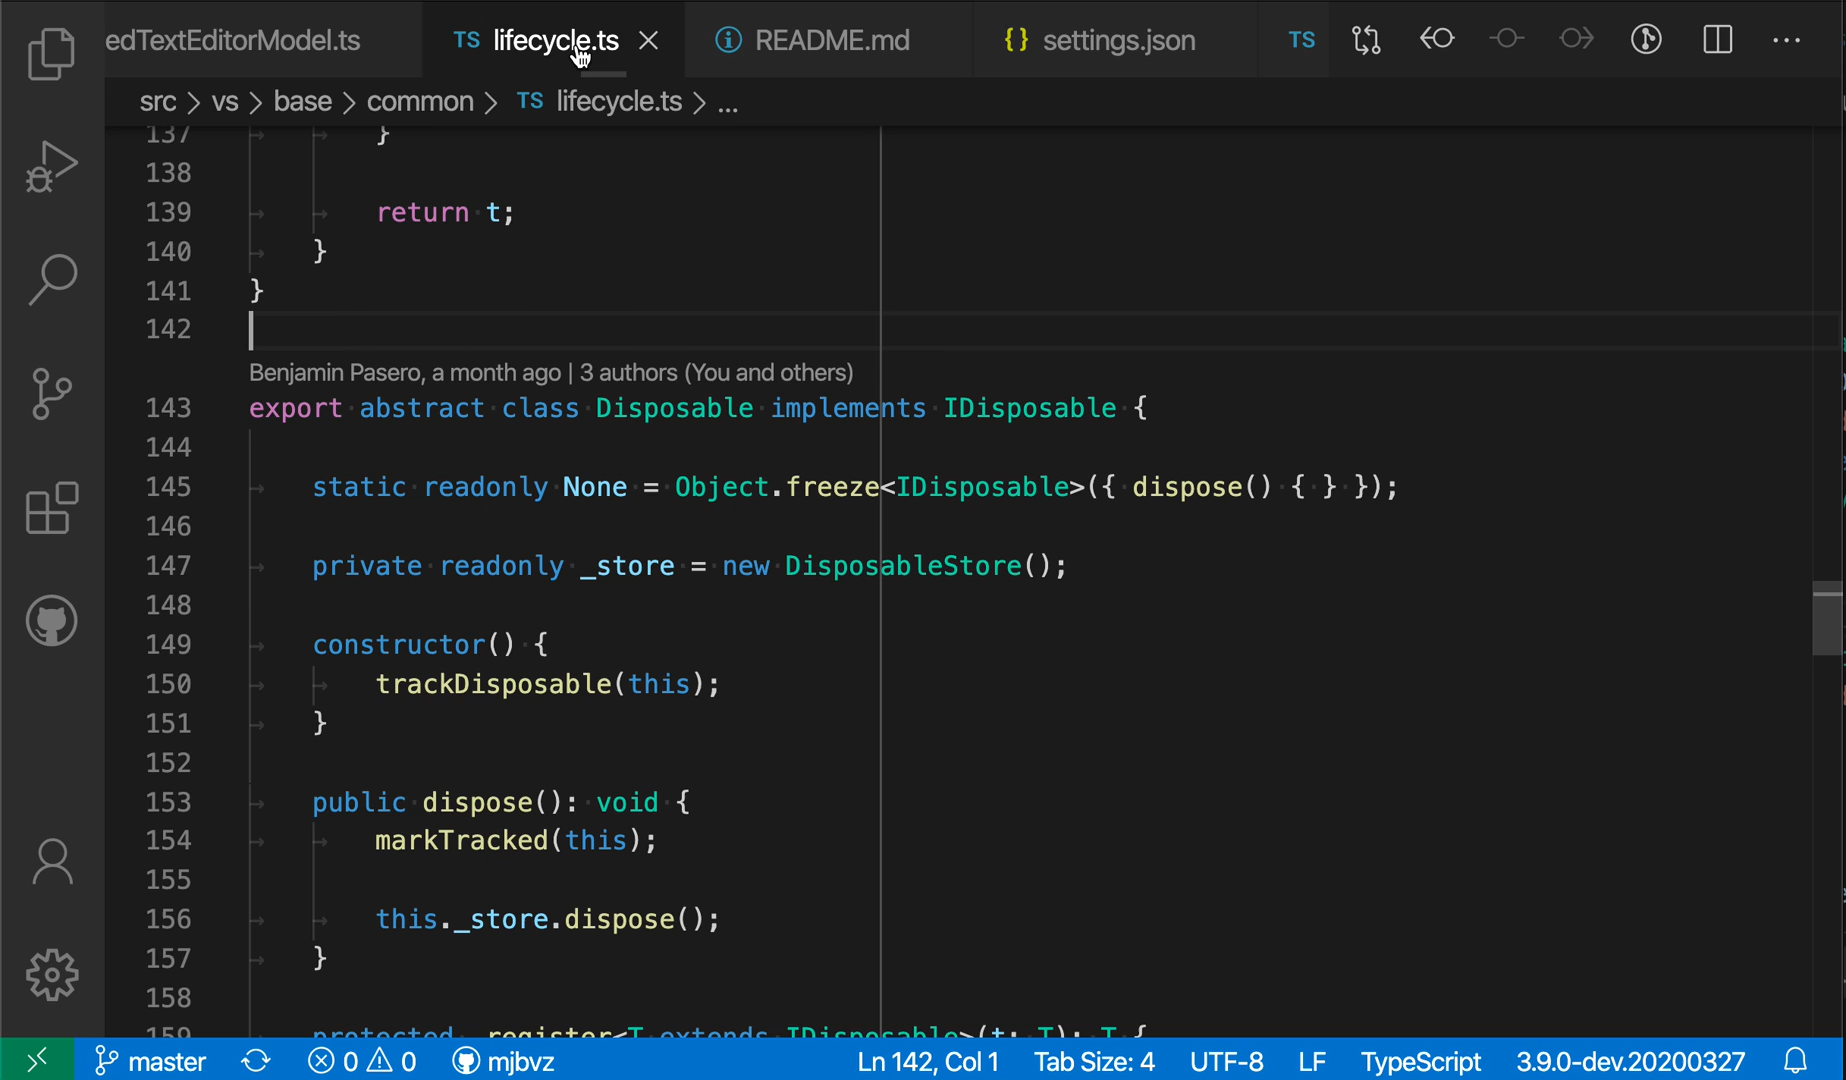 edTextEditorModel.ts
TS lifecycle.ts
README.md
{} settings.json
TS
src > vs > base > common > TS lifecycle.ts > ...
137 }
138
139 return t;
140 }
141 }
142
Benjamin Pasero, a month ago | 3 authors (You and others)
143 export abstract class Disposable implements IDisposable {
144
145 static readonly None = Object.freeze<IDisposable>({ dispose() { } });
146
147 private readonly _store = new DisposableStore();
148
149 constructor() {
150 trackDisposable(this);
151 }
152
153 public dispose(): void {
154 markTracked(this);
155
156 this._store.dispose();
157 }
158
159 protected _register<T extends IDisposable>(t: T): T {
master 0 0 mjbvz Ln 142, Col 1 Tab Size: 4 UTF-8 LF TypeScript 3.9.0-dev.20200327